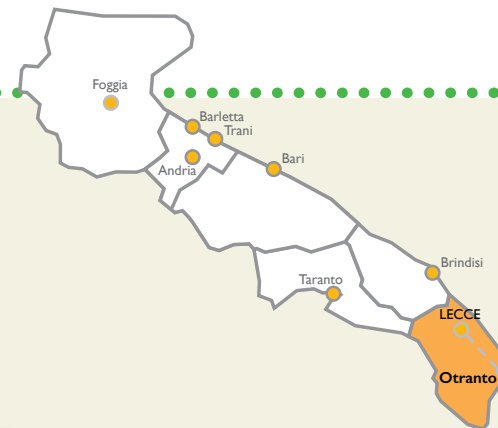 Foggia
Barletta
Trani
Bari
Andria
Brindisi
Taranto
LECCE
Otranto